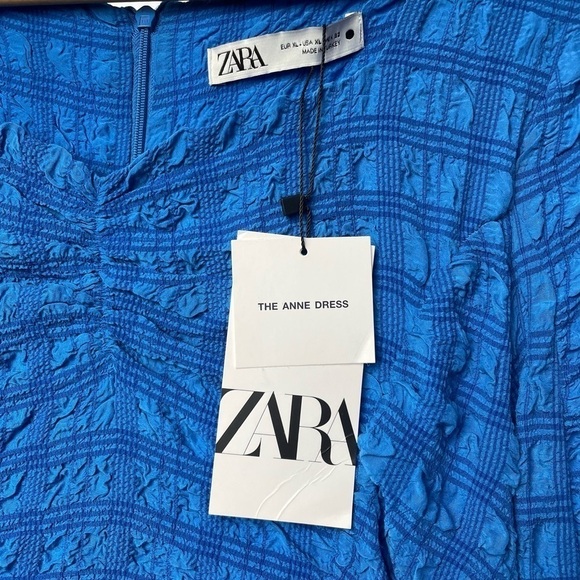 ZARA
EUR XL • USA XL
MADE IN TURKEY
THE ANNE DRESS
ZARA